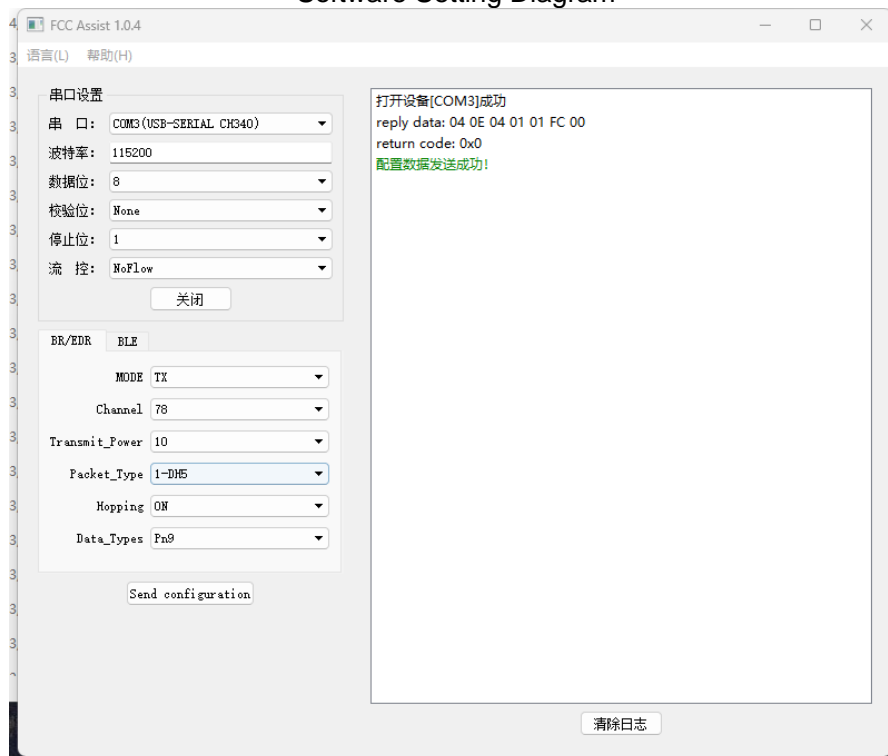 Software Setting Diagram
FCC Assist 1.0.4
语言(L) 帮助(H)
串口设置
串 口: COM3(USB-SERIAL CH340)
波特率: 115200
数据位: 8
校验位: None
停止位: 1
流 控: NoFlow
关闭
BR/EDR BLE
MODE TX
Channel 78
Transmit_Power 10
Packet_Type 1-DH5
Hopping ON
Data_Types Pn9
Send configuration
打开设备[COM3]成功
reply data: 04 0E 04 01 01 FC 00
return code: 0x0
配置数据发送成功!
清除日志